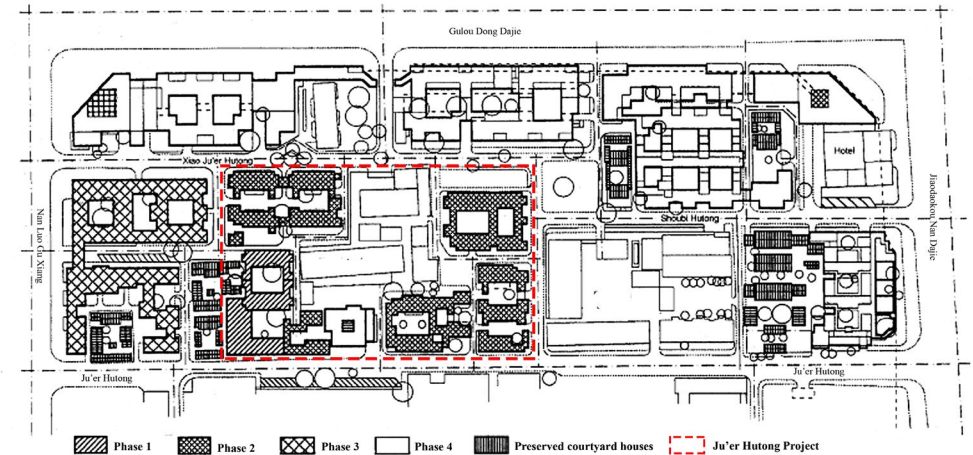 Gulou Dong Dajie
Xiao Ju'er Hutong
Hotel
Nan Luo Gu Xiang
Shoubi Hutong
Jiaodaokou Nan Dajie
Ju'er Hutong
Ju'er Hutong
Phase 1
Phase 2
Phase 3
Phase 4
Preserved courtyard houses
Ju'er Hutong Project